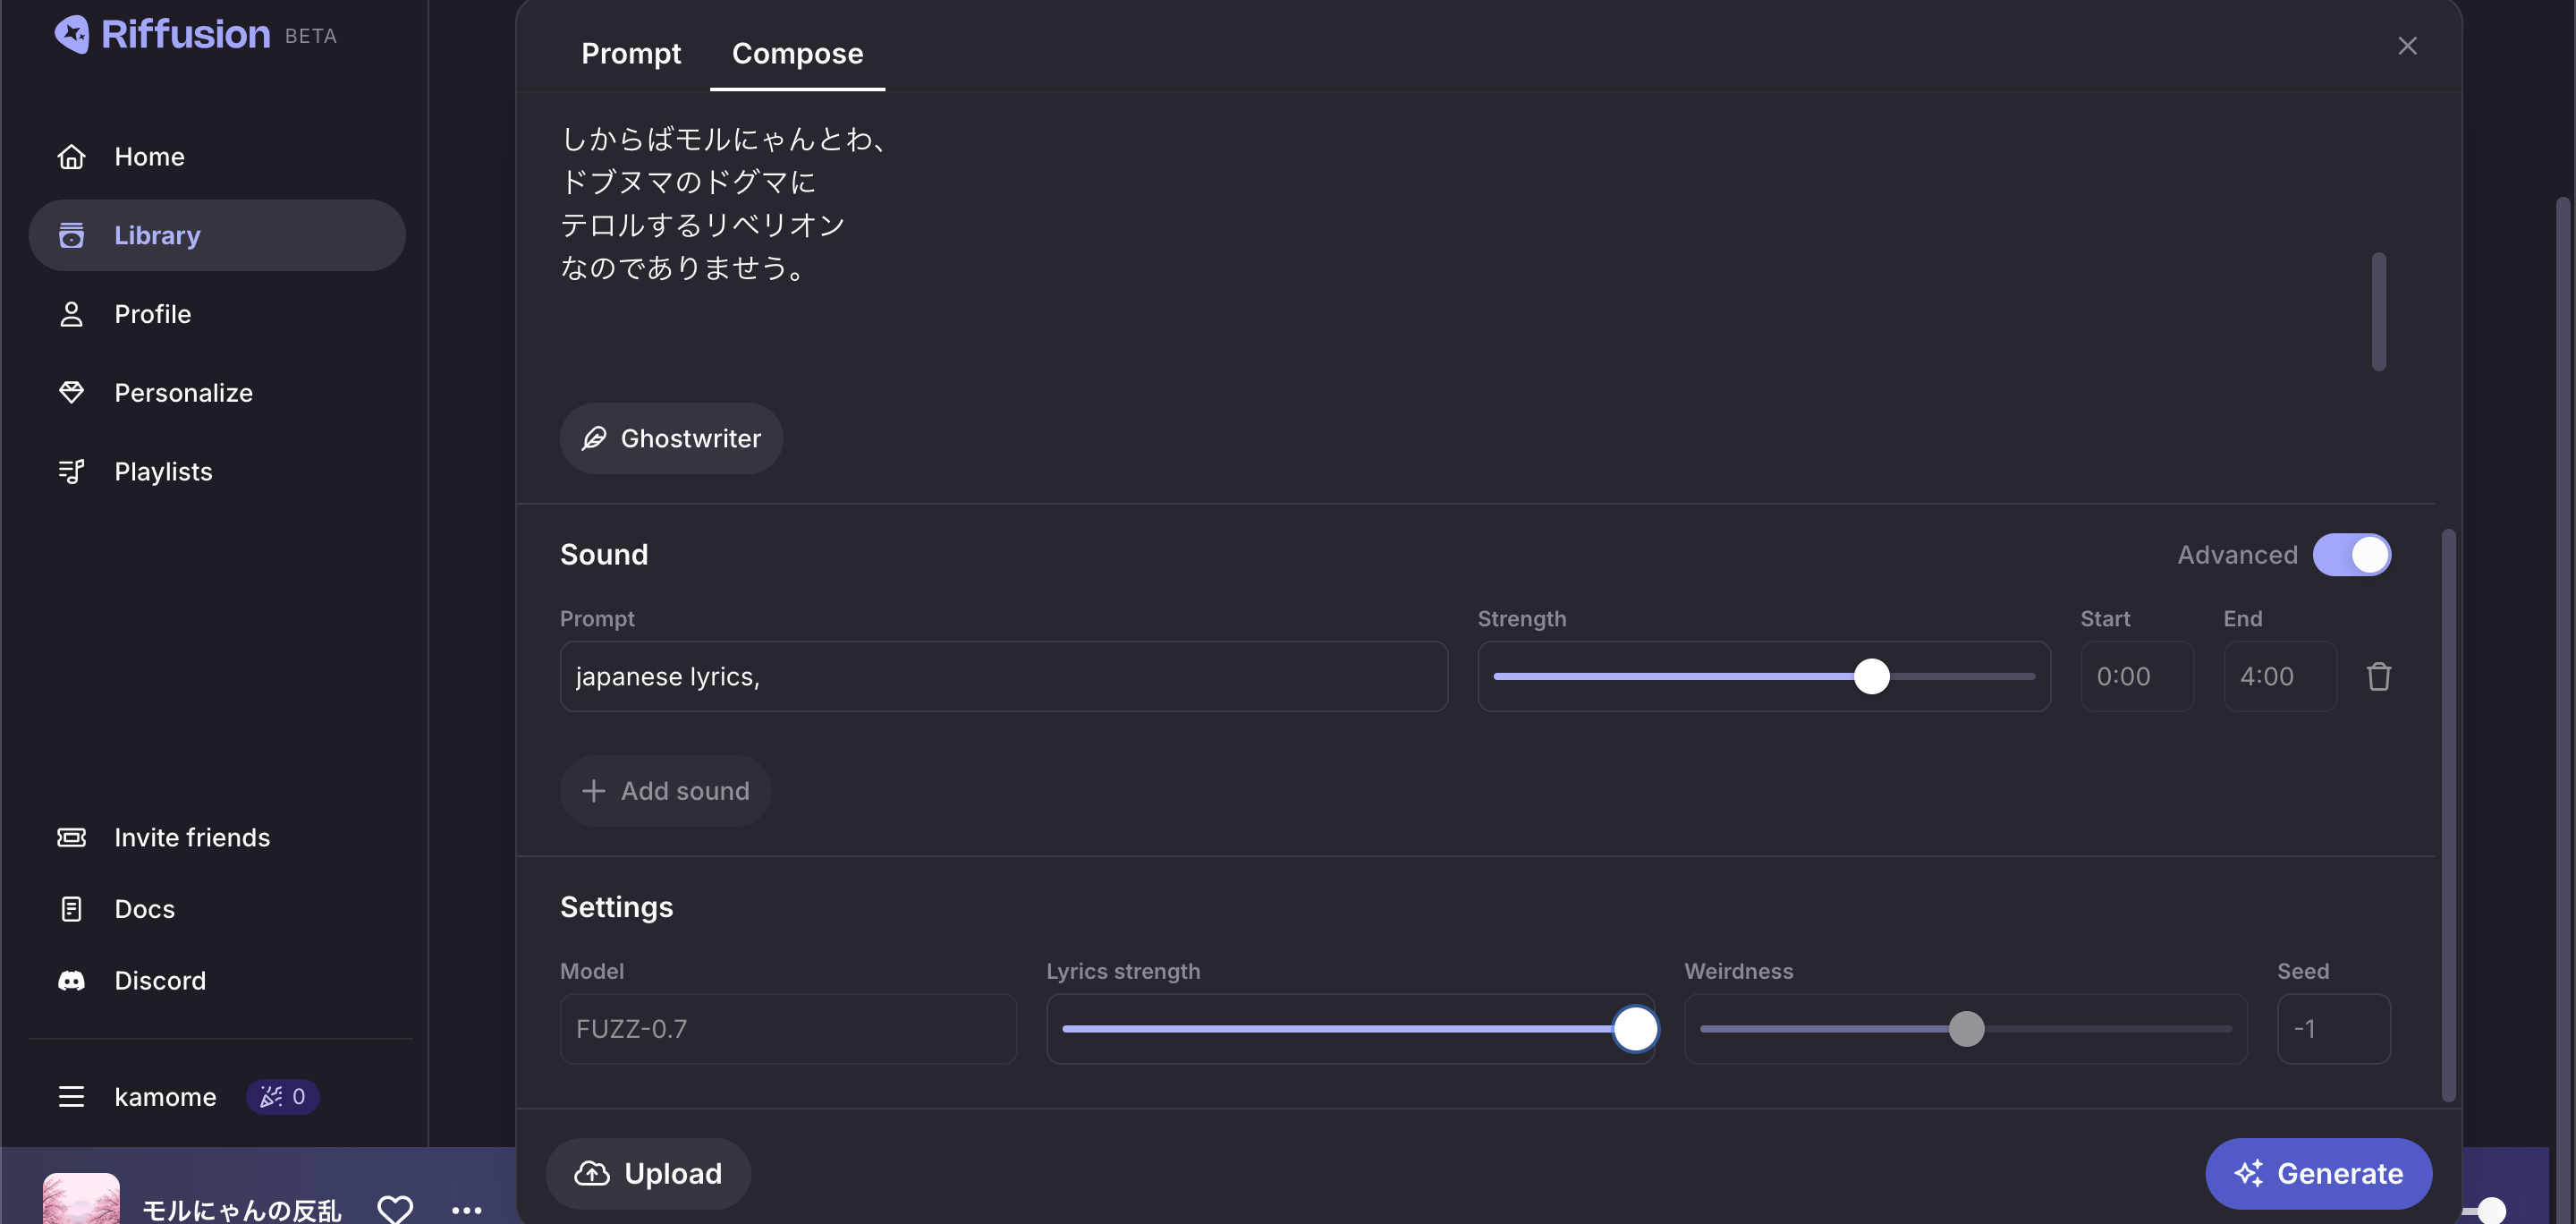 Riffusion BETA
Home
Library
Profile
Personalize
Playlists
Invite friends
Docs
Discord
kamome 0
モルにゃんの反乱
Prompt Compose
しからばモルにゃんとわ、
ドブヌマのドグマに
テロルするリベリオン
なのでありませう。
Ghostwriter
Sound Advanced
Prompt Strength Start End
japanese lyrics, 0:00 4:00
Add sound
Settings
Model Lyrics strength Weirdness Seed
FUZZ-0.7 -1
Upload Generate